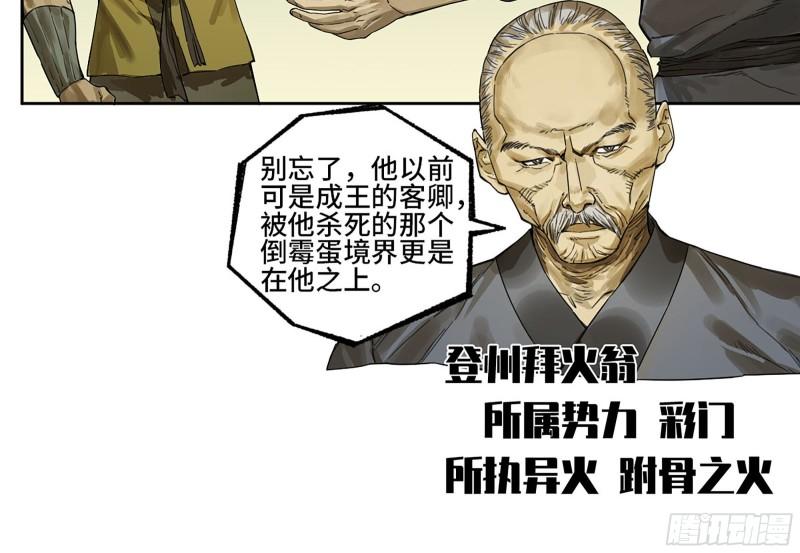 别忘了，他以前
可是成王的客卿，
被他杀死的那个
倒霉蛋境界更是
在他之上。
登州拜火翁
所属势力 彩门
所执异火 跗骨之火
腾讯动漫